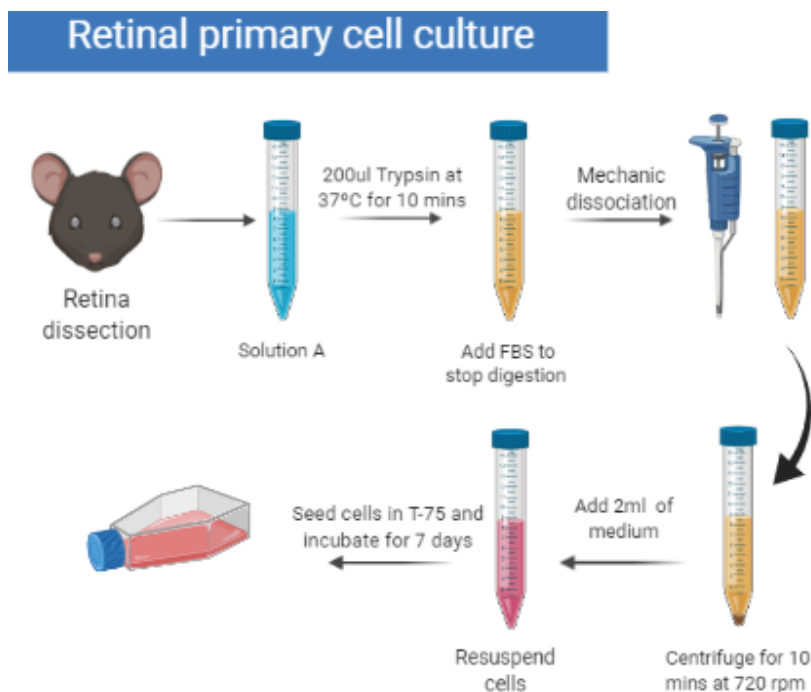 Retinal primary cell culture
200ul Trypsin at
37ºC for 10 mins
Mechanic
dissociation
Retina
dissection
Solution A
Add FBS to
stop digestion
Seed cells in T-75 and
incubate for 7 days
Add 2ml of
medium
Resuspend
cells
Centrifuge for 10
mins at 720 rpm